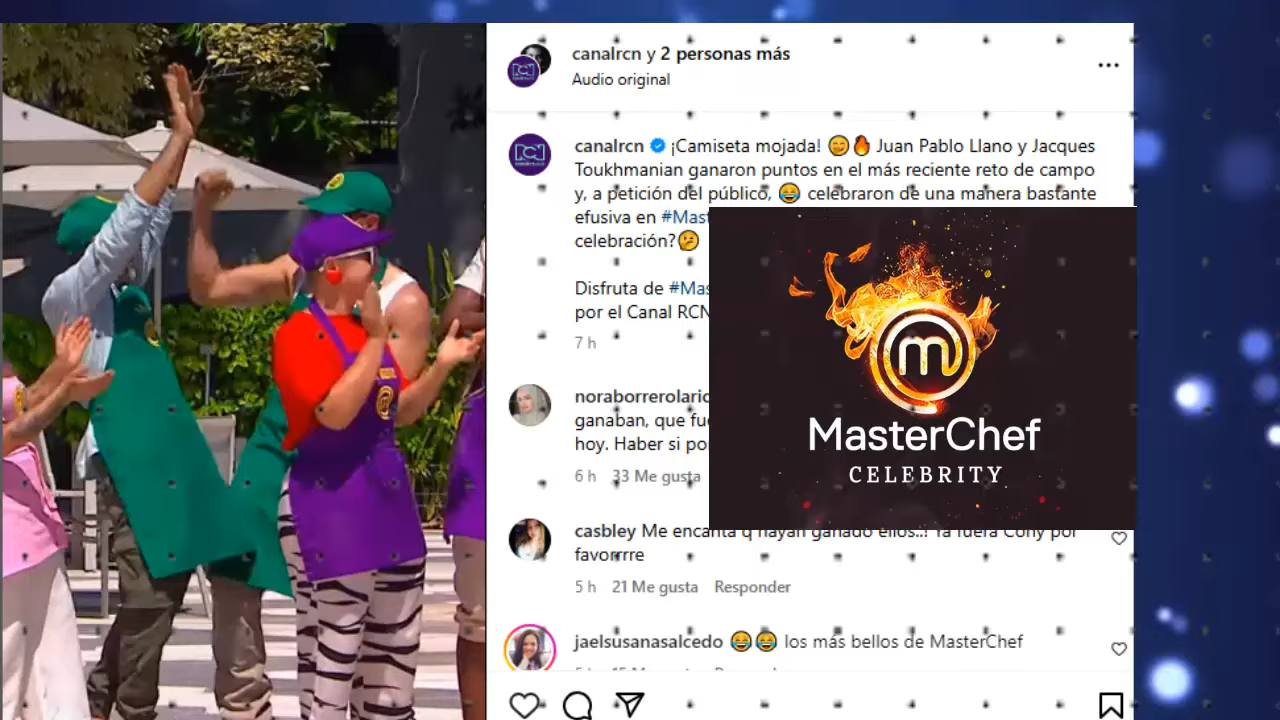 canalrcn y 2 personas más
Audio original
canalrcn ¡Camiseta mojada! 😊🔥 Juan Pablo Llano y Jacques
Toukhmanian ganaron puntos en el más reciente reto de campo
y, a petición del público, 😂 celebraron de una manera bastante
efusiva en #Mast
celebración?🤔
Disfruta de #Mas
por el Canal RCN
7 h
noraborrerolario
ganaban, que fue
hoy. Haber si po
6 h 33 Me gusta
MasterChef
CELEBRITY
casbley Me encanta q hayan ganado ellos..! Ya fuera Cony por
favorrrre
5 h 21 Me gusta Responder
jaelsusanasalcedo 😂😂 los más bellos de MasterChef